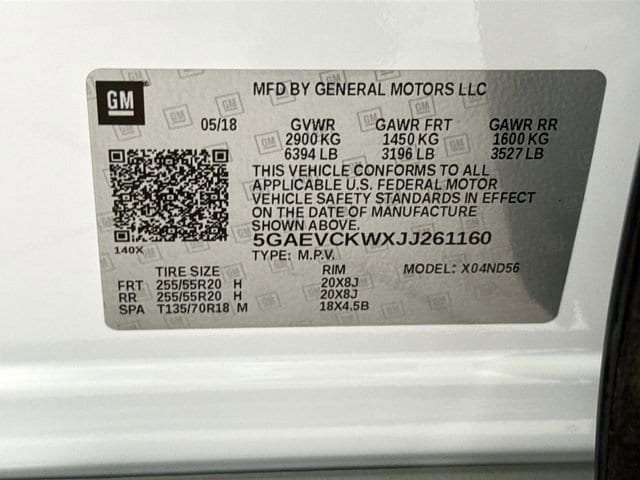 GM
MFD BY GENERAL MOTORS LLC
05/18 GVWR GAWR FRT GAWR RR
2900 KG 1450 KG 1600 KG
6394 LB 3196 LB 3527 LB
THIS VEHICLE CONFORMS TO ALL
APPLICABLE U.S. FEDERAL MOTOR
VEHICLE SAFETY STANDARDS IN EFFECT
ON THE DATE OF MANUFACTURE
SHOWN ABOVE.
140X 5GAEVCKWXJJ261160
TYPE: M.P.V. MODEL: X04ND56
TIRE SIZE RIM
FRT 255/55R20 H 20X8J
RR 255/55R20 H 20X8J
SPA T135/70R18 M 18X4.5B